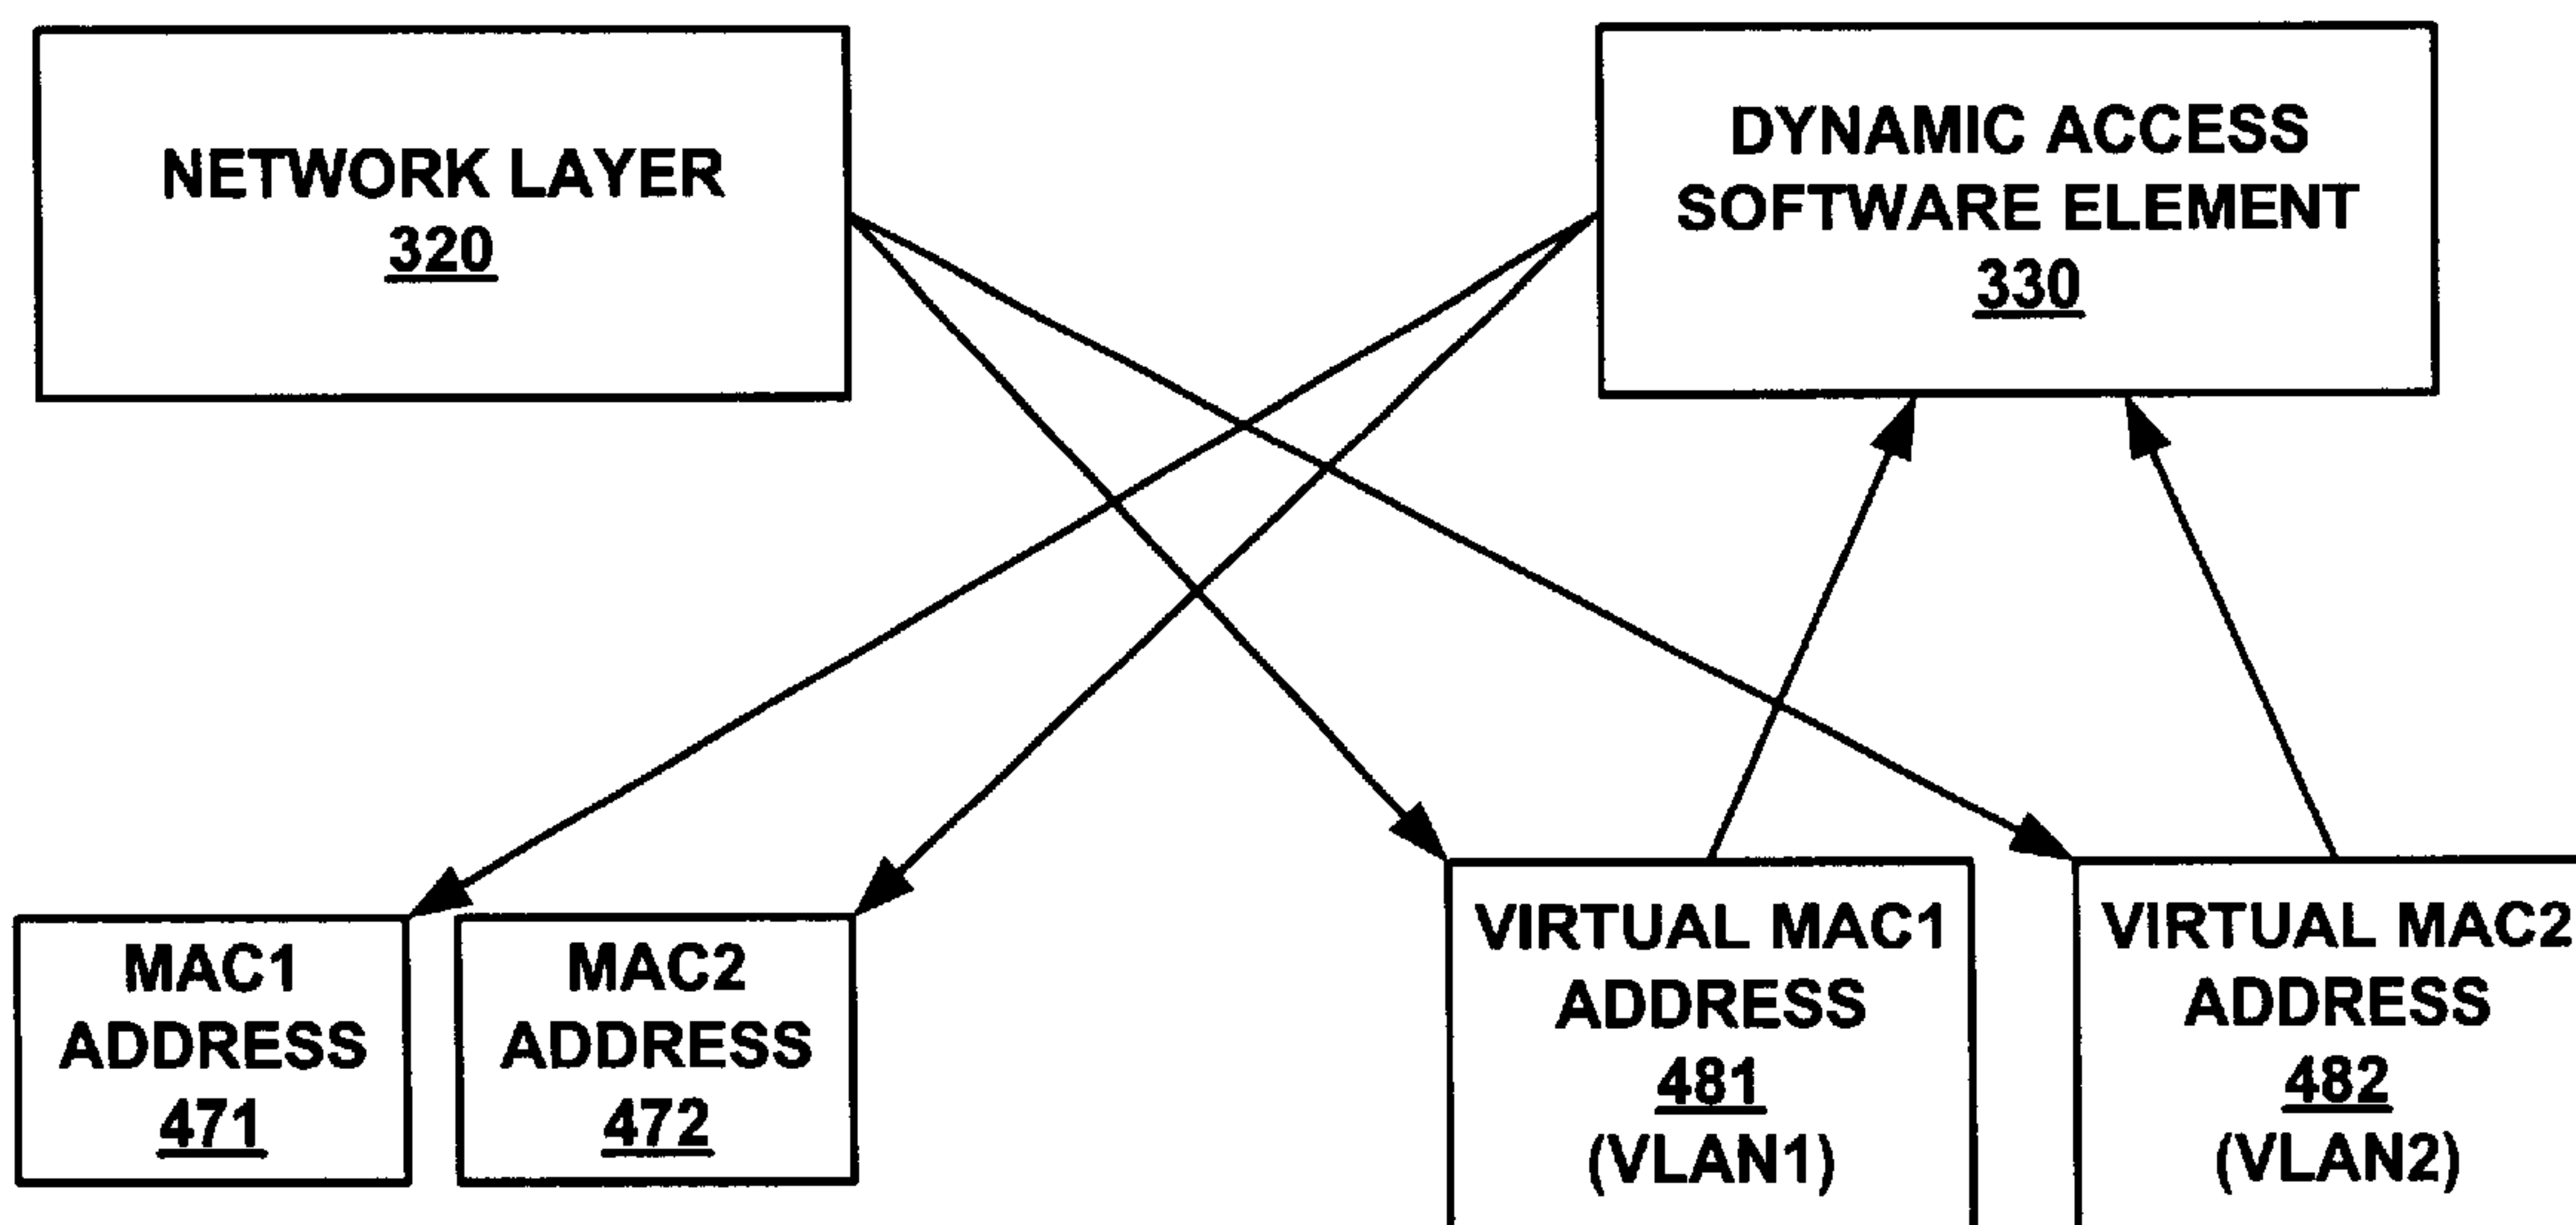 NETWORK LAYER
320
DYNAMIC ACCESS
SOFTWARE ELEMENT
330
MAC1
ADDRESS
471
MAC2
ADDRESS
472
VIRTUAL MAC1
ADDRESS
481
(VLAN1)
VIRTUAL MAC2
ADDRESS
482
(VLAN2)